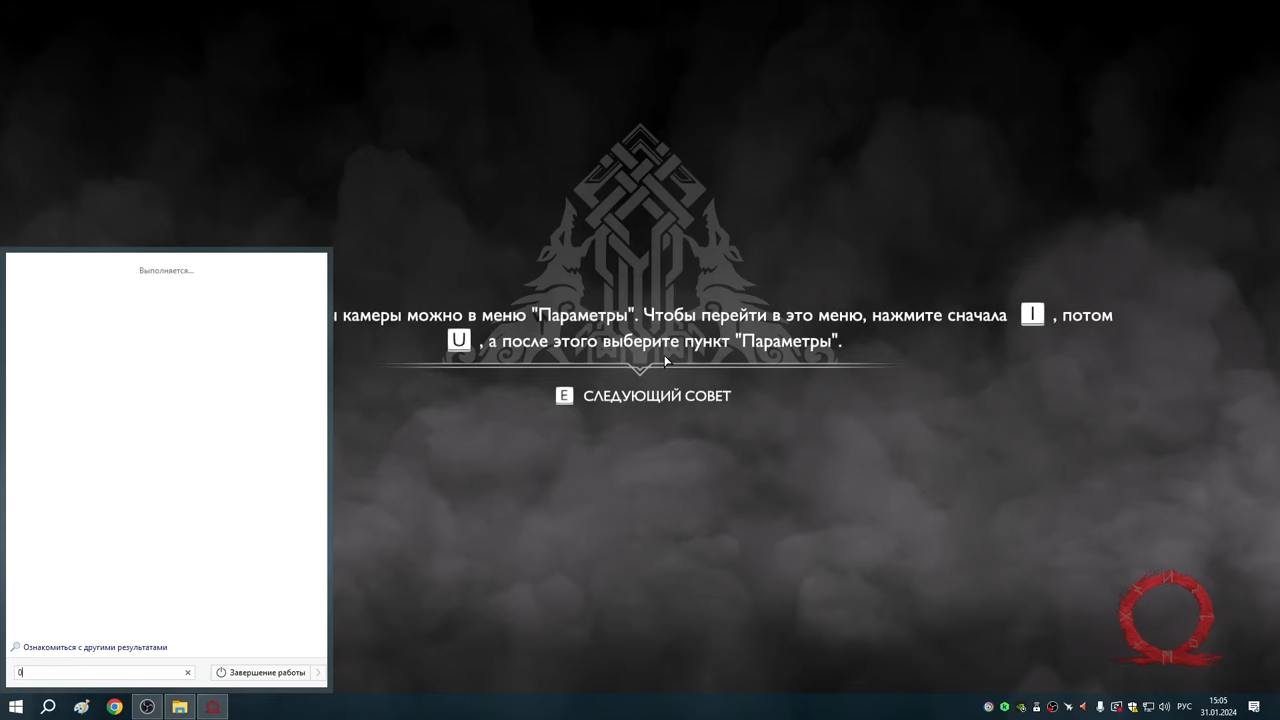 Выполняется...
камеры можно в меню "Параметры". Чтобы перейти в это меню, нажмите сначала I , потом
U , а после этого выберите пункт "Параметры".
E СЛЕДУЮЩИЙ СОВЕТ
Ознакомиться с другими результатами
0
Завершение работы
РУС
15:05
31.01.2024